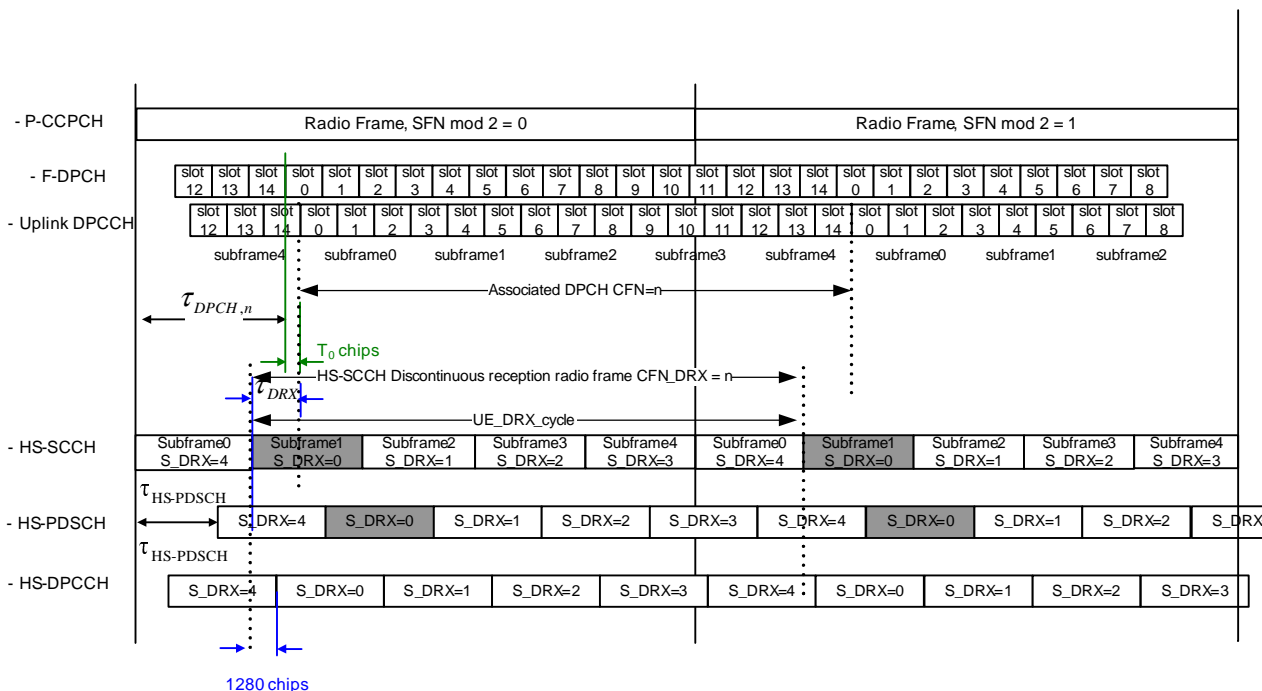 - P-CCPCH
Radio Frame, SFN mod 2 = 0
Radio Frame, SFN mod 2 = 1
- F-DPCH
slot 12 slot 13 slot 14 slot 0 slot 1 slot 2 slot 3 slot 4 slot 5 slot 6 slot 7 slot 8 slot 9 slot 10 slot 11 slot 12 slot 13 slot 14 slot 0 slot 1 slot 2 slot 3 slot 4 slot 5 slot 6 slot 7 slot 8
- Uplink DPCCH
slot 12 slot 13 slot 14 slot 0 slot 1 slot 2 slot 3 slot 4 slot 5 slot 6 slot 7 slot 8 slot 9 slot 10 slot 11 slot 12 slot 13 slot 14 slot 0 slot 1 slot 2 slot 3 slot 4 slot 5 slot 6 slot 7 slot 8
subframe4 subframe0 subframe1 subframe2 subframe3 subframe4 subframe0 subframe1 subframe2
Associated DPCH CFN=n
τDPCH,n
T0 chips
HS-SCCH Discontinuous reception radio frame CFN_DRX = n
τDRX
UE_DRX_cycle
- HS-SCCH
Subframe0 Subframe1 Subframe2 Subframe3 Subframe4 Subframe0 Subframe1 Subframe2 Subframe3 Subframe4
S_DRX=4 S_DRX=0 S_DRX=1 S_DRX=2 S_DRX=3 S_DRX=4 S_DRX=0 S_DRX=1 S_DRX=2 S_DRX=3
τHS-PDSCH
- HS-PDSCH
S_DRX=4 S_DRX=0 S_DRX=1 S_DRX=2 S_DRX=3 S_DRX=4 S_DRX=0 S_DRX=1 S_DRX=2 S_DRX
τHS-PDSCH
- HS-DPCCH
S_DRX=4 S_DRX=0 S_DRX=1 S_DRX=2 S_DRX=3 S_DRX=4 S_DRX=0 S_DRX=1 S_DRX=2 S_DRX=3
1280 chips